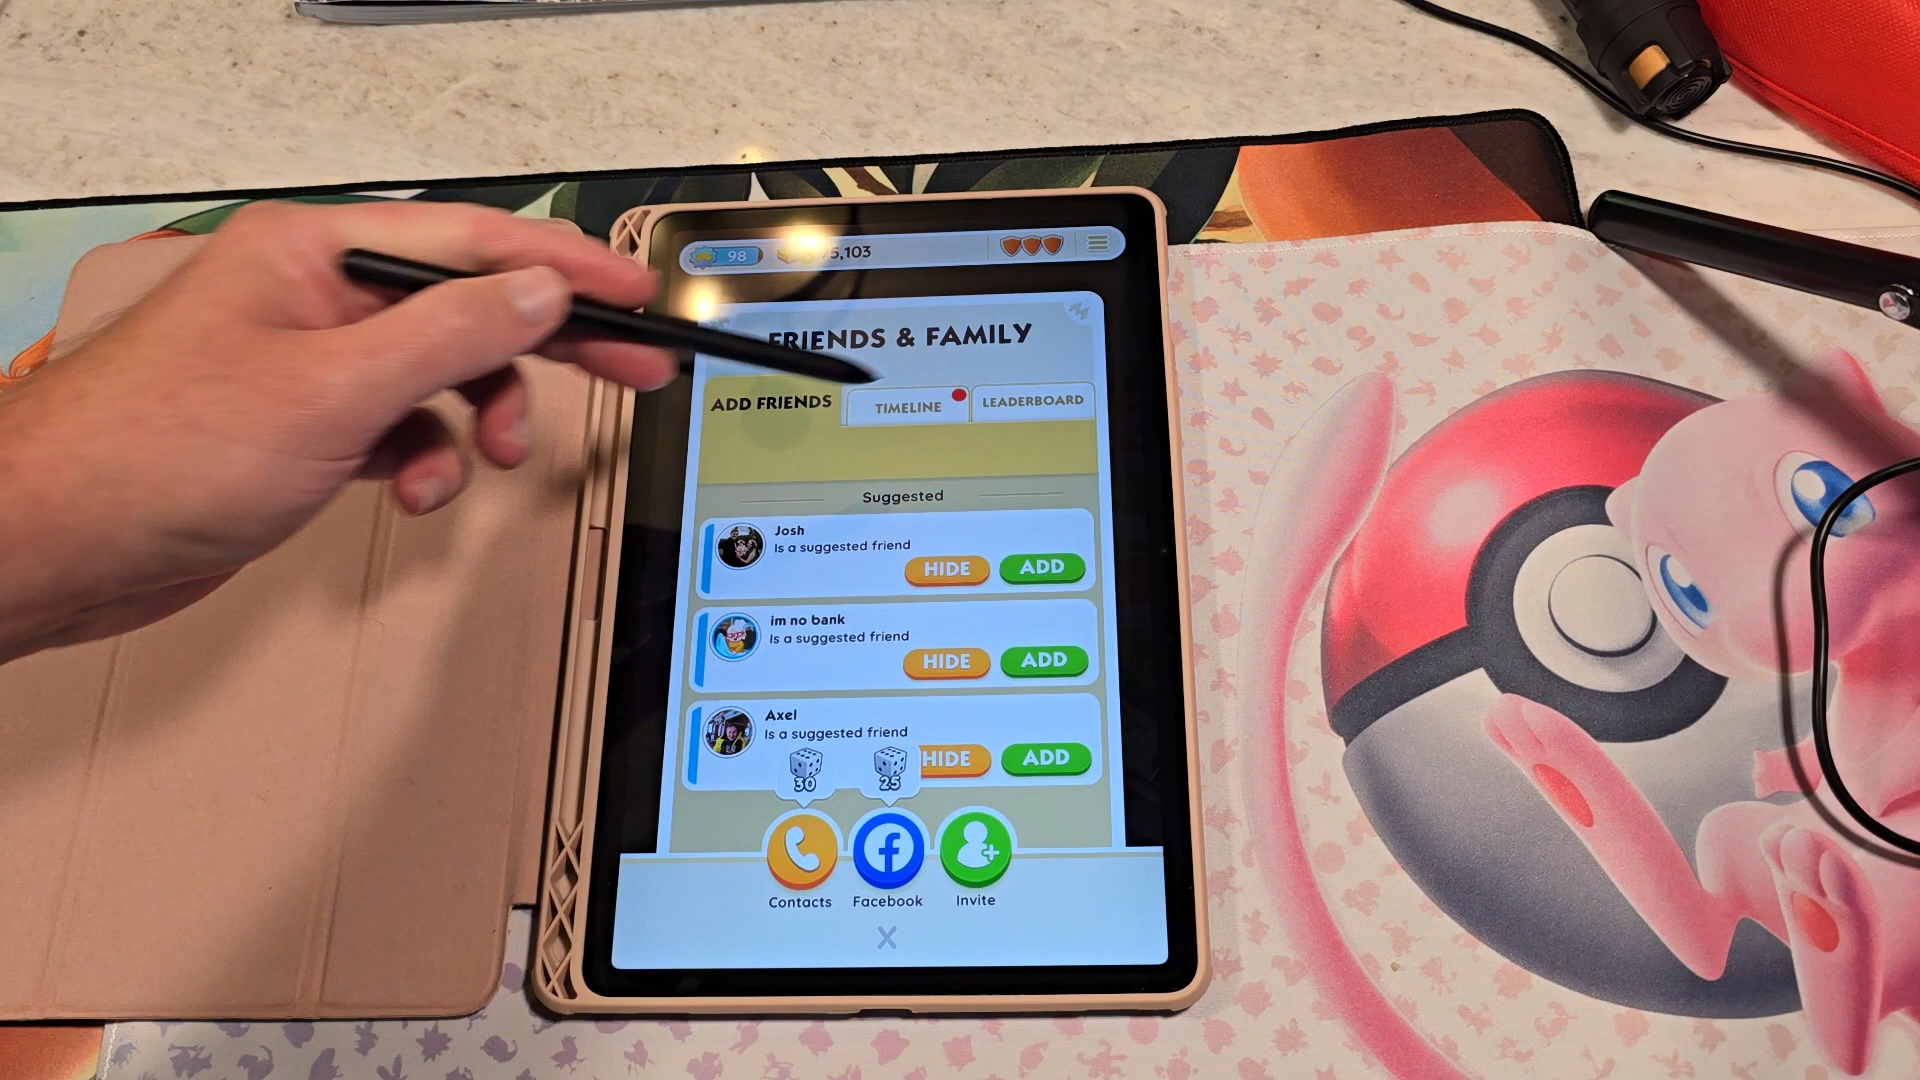 98
75,103
FRIENDS & FAMILY
ADD FRIENDS
TIMELINE
LEADERBOARD
Suggested
Josh
Is a suggested friend
HIDE
ADD
im no bank
Is a suggested friend
HIDE
ADD
Axel
Is a suggested friend
HIDE
ADD
30
25
Contacts
Facebook
Invite
X